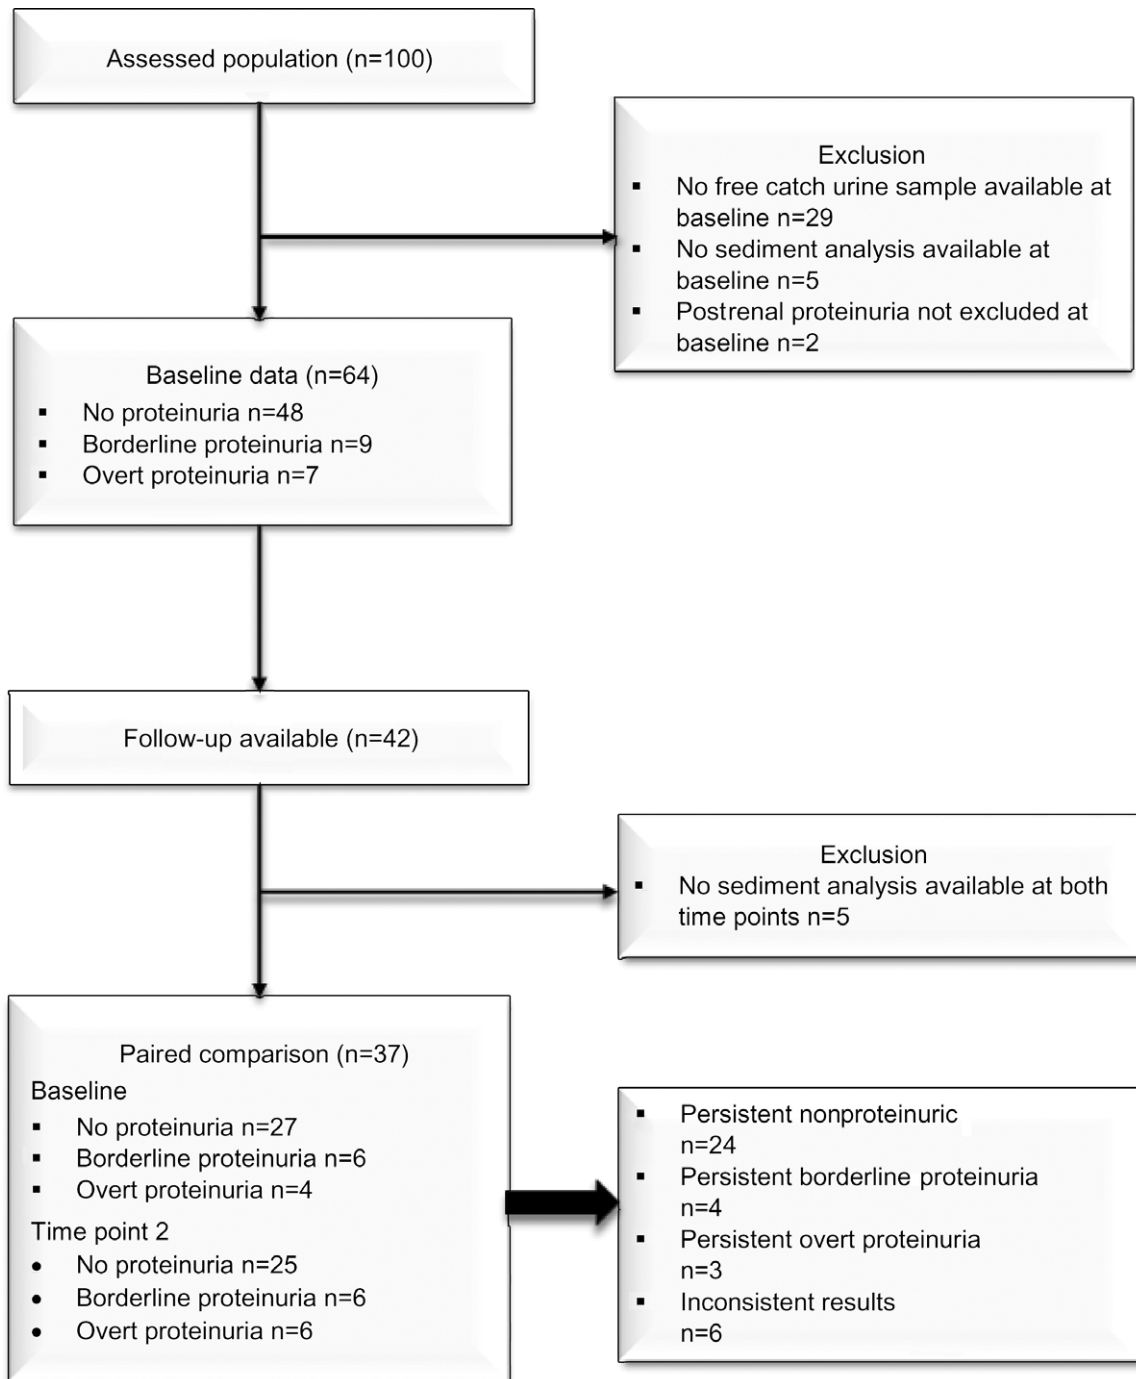 Assessed population (n=100)
Exclusion
▪ No free catch urine sample available at
baseline n=29
▪ No sediment analysis available at
baseline n=5
▪ Postrenal proteinuria not excluded at
baseline n=2
Baseline data (n=64)
▪ No proteinuria n=48
▪ Borderline proteinuria n=9
▪ Overt proteinuria n=7
Follow-up available (n=42)
Exclusion
▪ No sediment analysis available at both
time points n=5
Paired comparison (n=37)
Baseline
▪ No proteinuria n=27
▪ Borderline proteinuria n=6
▪ Overt proteinuria n=4
Time point 2
• No proteinuria n=25
• Borderline proteinuria n=6
• Overt proteinuria n=6
▪ Persistent nonproteinuric
n=24
▪ Persistent borderline proteinuria
n=4
▪ Persistent overt proteinuria
n=3
▪ Inconsistent results
n=6